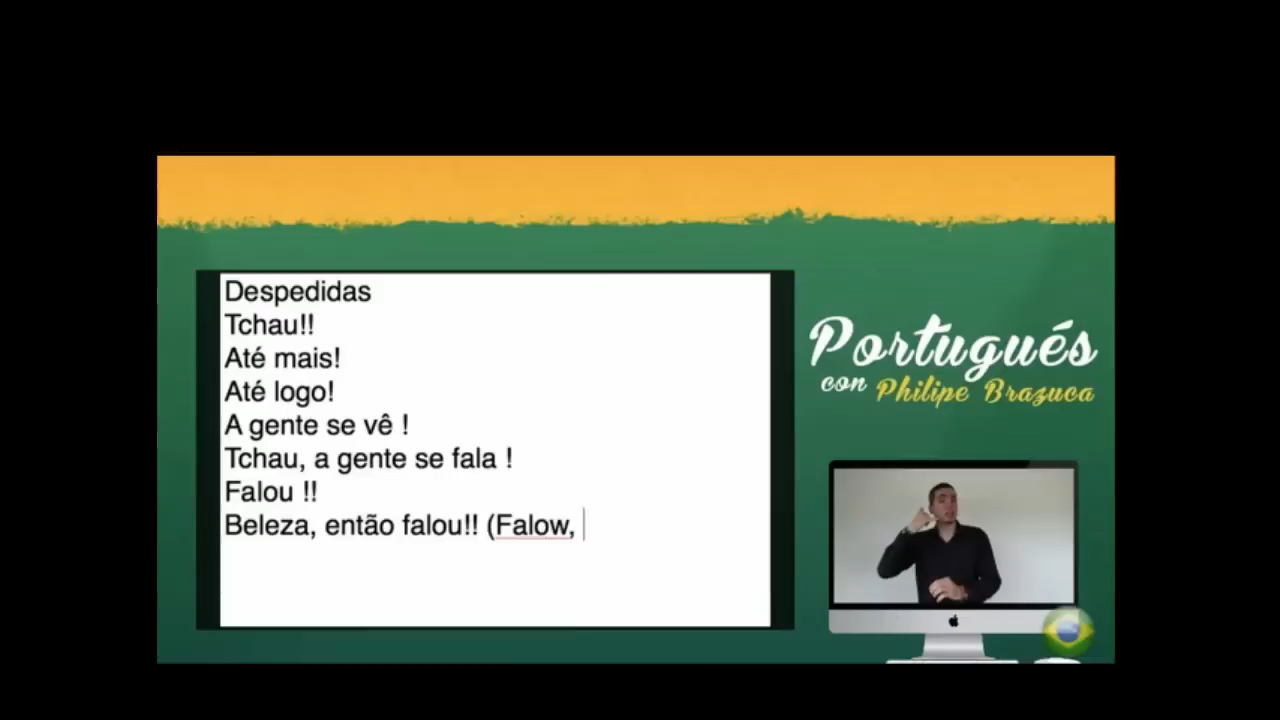 Despedidas
Tchau!!
Até mais!
Até logo!
A gente se vê !
Tchau, a gente se fala !
Falou !!
Beleza, então falou!! (Falow,
Portugués
con Philipe Brazuca